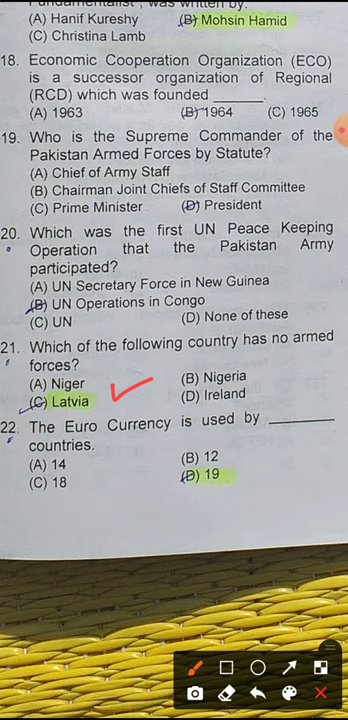 Fundamentalist', was written by:
(A) Hanif Kureshy (B) Mohsin Hamid
(C) Christina Lamb
18. Economic Cooperation Organization (ECO)
is a successor organization of Regional
(RCD) which was founded ______.
(A) 1963 (B) 1964 (C) 1965
19. Who is the Supreme Commander of the
Pakistan Armed Forces by Statute?
(A) Chief of Army Staff
(B) Chairman Joint Chiefs of Staff Committee
(C) Prime Minister (D) President
20. Which was the first UN Peace Keeping
Operation that the Pakistan Army
participated?
(A) UN Secretary Force in New Guinea
(B) UN Operations in Congo
(C) UN (D) None of these
21. Which of the following country has no armed
forces?
(A) Niger (B) Nigeria
(C) Latvia (D) Ireland
22. The Euro Currency is used by ________
countries.
(A) 14 (B) 12
(C) 18 (D) 19